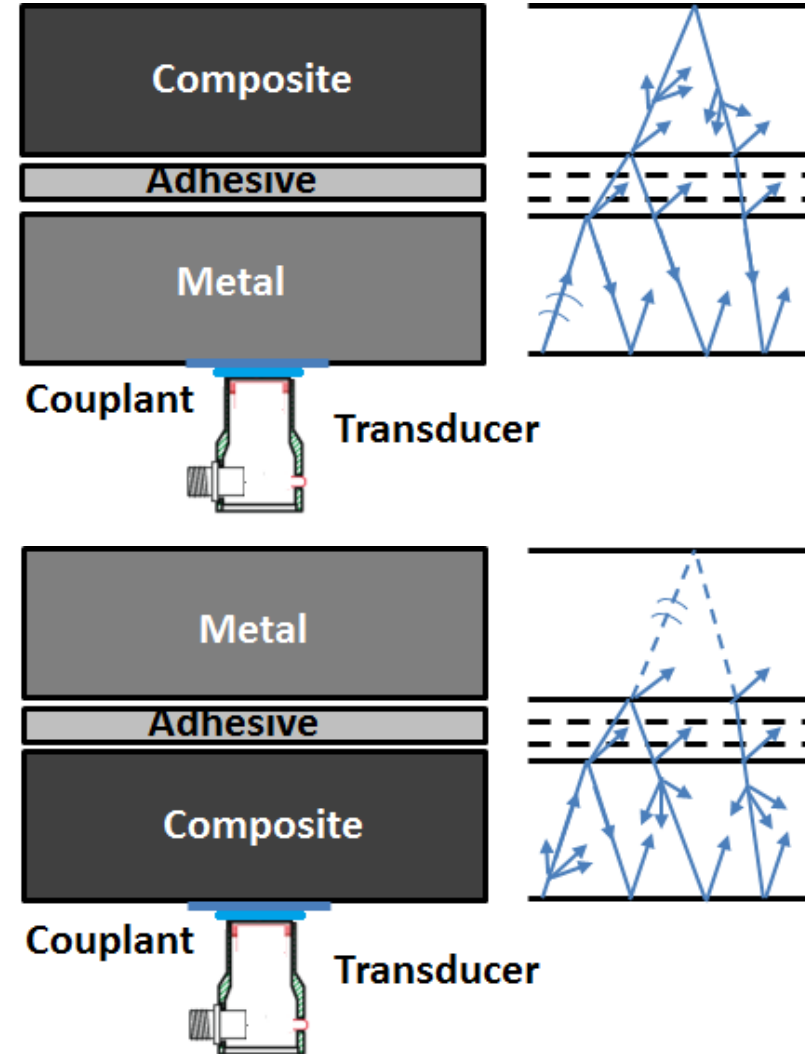 Composite
Adhesive
Metal
Couplant
Transducer
Metal
Adhesive
Composite
Couplant
Transducer